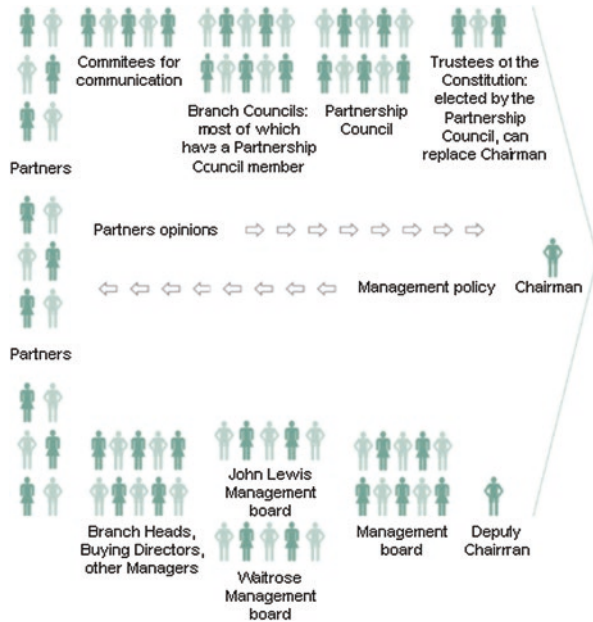 Commitees for
communication
Branch Councils:
most of which
have a Partnership
Council member
Partnership
Council
Trustees of the
Constitution:
elected by the
Partnership
Council, can
replace Chairman
Partners
Partners opinions
Management policy
Chairman
Partners
John Lewis
Management
board
Branch Heads,
Buying Directors,
other Managers
Waitrose
Management
board
Management
board
Deputy
Chairman